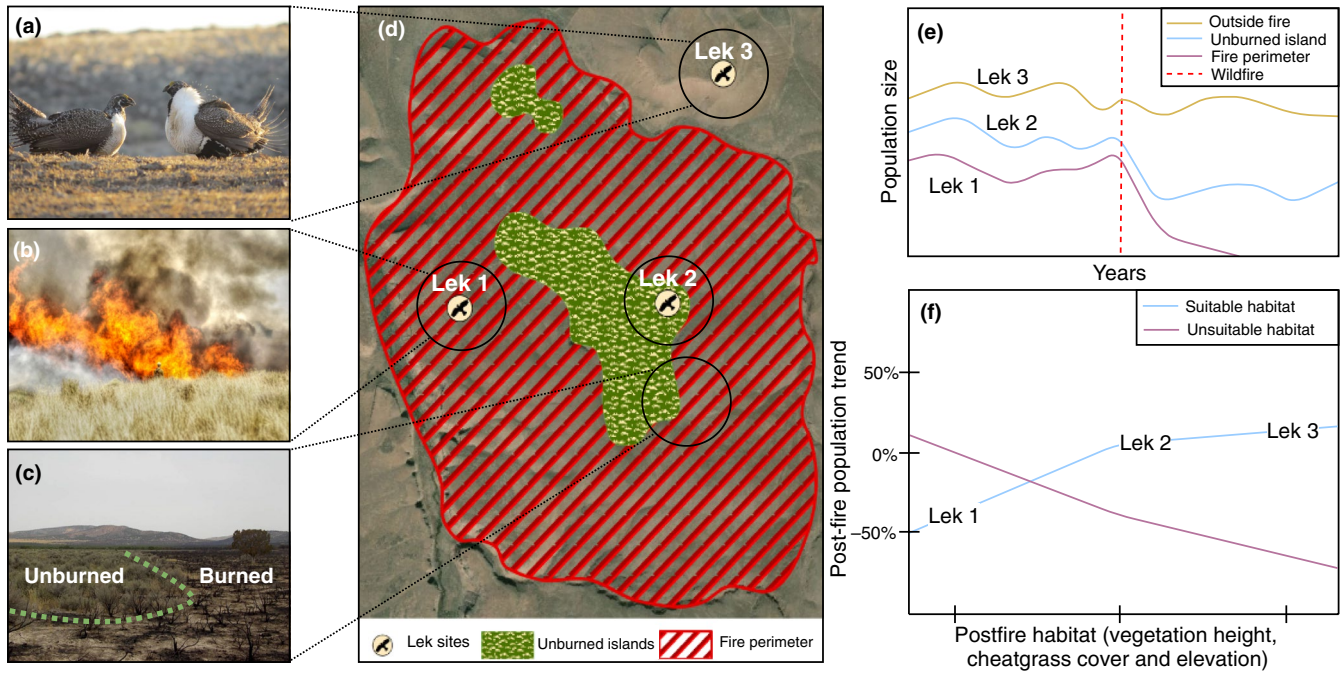 (a)
(b)
(c)
Unburned
Burned
(d)
Lek 3
Lek 1
Lek 2
Lek sites
Unburned islands
Fire perimeter
(e)
Outside fire
Unburned island
Fire perimeter
Wildfire
Population size
Lek 3
Lek 2
Lek 1
Years
(f)
Suitable habitat
Unsuitable habitat
Post-fire population trend
50%
0%
–50%
Lek 1
Lek 2
Lek 3
Postfire habitat (vegetation height,
cheatgrass cover and elevation)